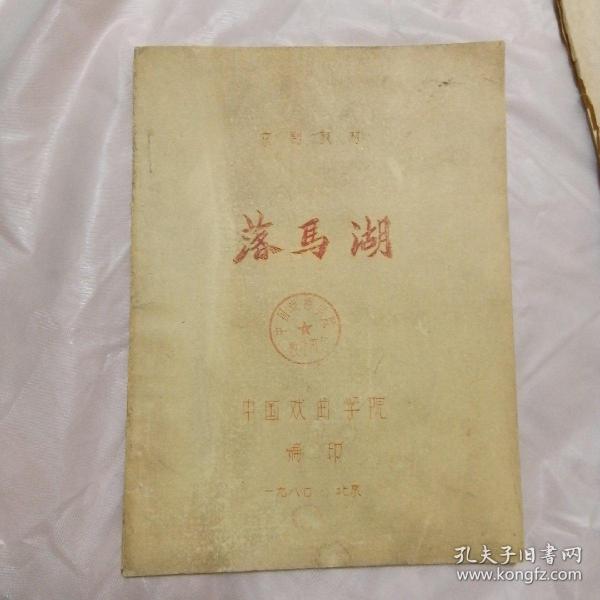 京剧教材
落馬湖
中国戏曲学院
编印
一九八〇．北京
孔夫子旧書网
www.kongfz.com